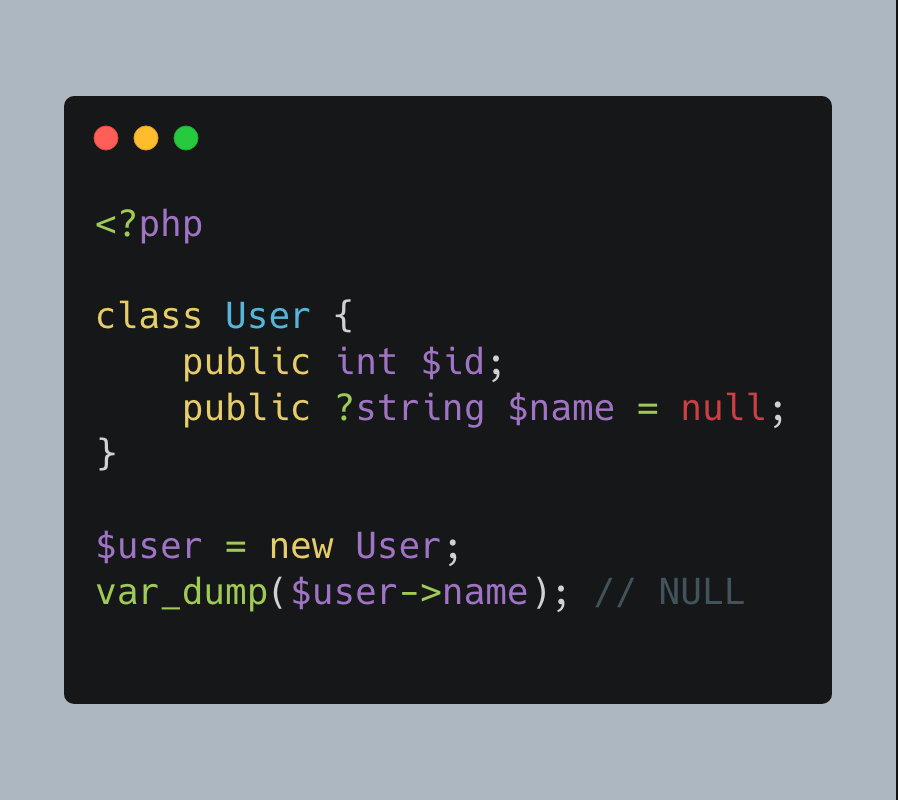 <?php
class User {
    public int $id;
    public ?string $name = null;
}
$user = new User;
var_dump($user->name); // NULL